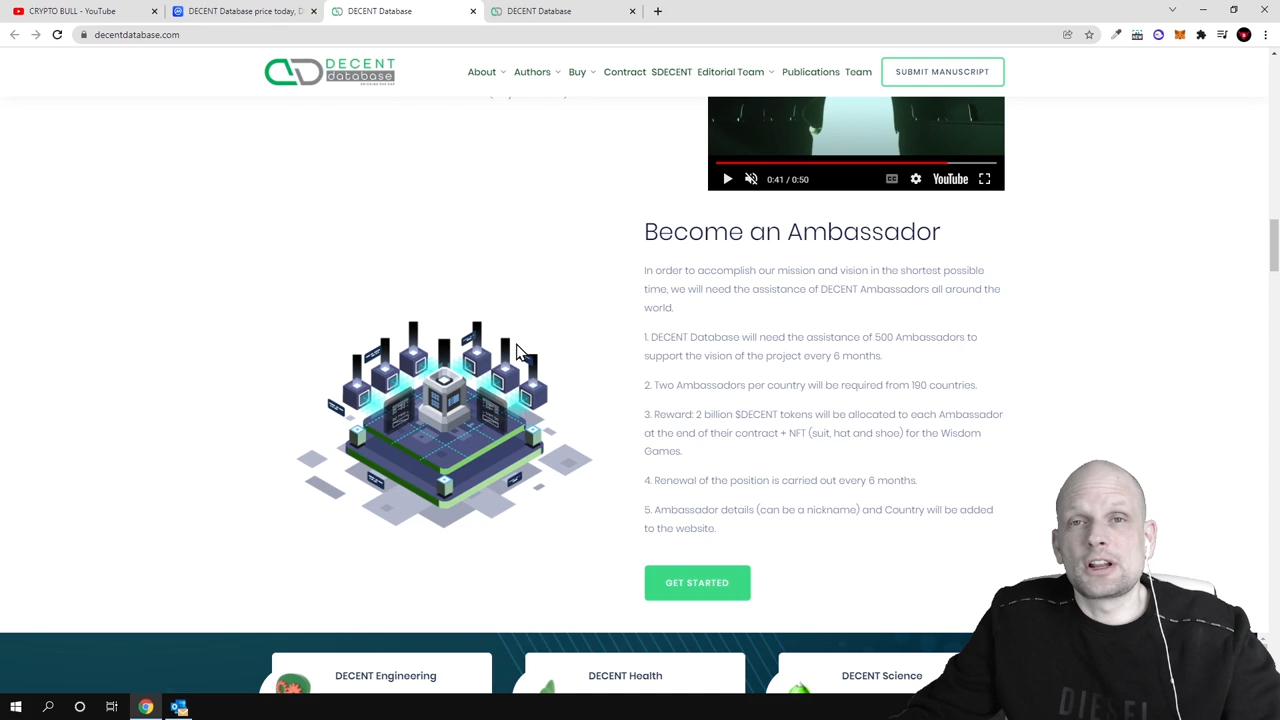 CRYPTO BULL - YouTube
DECENT Database price today, D
DECENT Database
DECENT Database
decentdatabase.com
DECENT
database
About
Authors
Buy
Contract
$DECENT
Editorial Team
Publications
Team
SUBMIT MANUSCRIPT
0:41 / 0:50
CC
YouTube
Become an Ambassador
In order to accomplish our mission and vision in the shortest possible
time, we will need the assistance of DECENT Ambassadors all around the
world.
1. DECENT Database will need the assistance of 500 Ambassadors to
support the vision of the project every 6 months.
2. Two Ambassadors per country will be required from 190 countries.
3. Reward: 2 billion $DECENT tokens will be allocated to each Ambassador
at the end of their contract + NFT (suit, hat and shoe) for the Wisdom
Games.
4. Renewal of the position is carried out every 6 months.
5. Ambassador details (can be a nickname) and Country will be added
to the website.
GET STARTED
DECENT Engineering
DECENT Health
DECENT Science
DIESEL